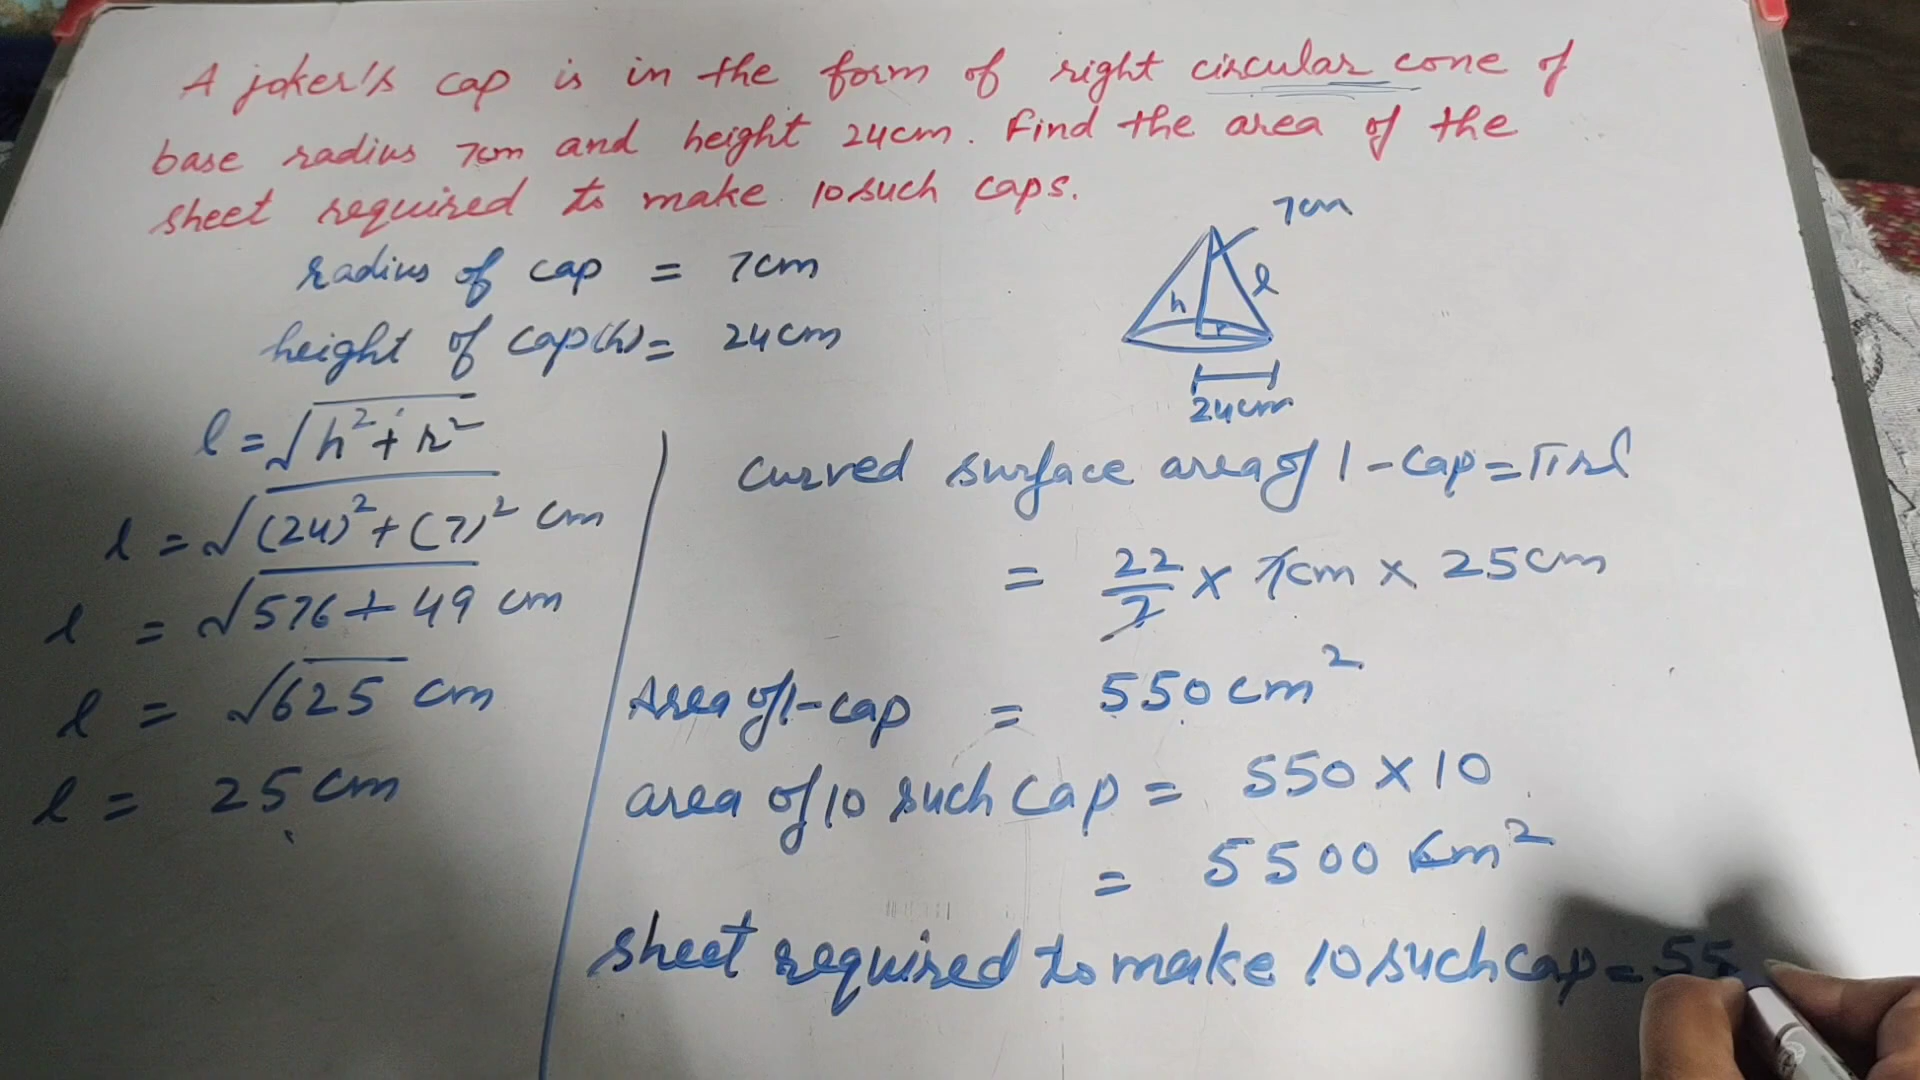 A joker's cap is in the form of right circular cone of
base radius 7cm and height 24cm. Find the area of the
sheet required to make 10 such caps.
radius of cap = 7cm
height of cap(h) = 24cm
l = √h² + r²
l = √(24)² + (7)² cm
l = √576 + 49 cm
l = √625 cm
l = 25 cm
7cm
h
l
r
24cm
Curved surface area of 1-cap = πrl
= 22/7 × 7cm × 25cm
Area of 1-cap = 550 cm²
area of 10 such cap = 550 × 10
= 5500 cm²
sheet required to make 10 such cap = 55